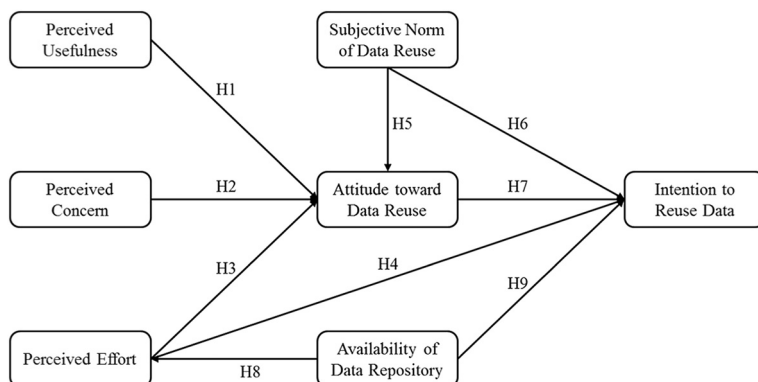 Perceived
Usefulness
Subjective Norm
of Data Reuse
H1
H5
H6
Perceived
Concern
H2
Attitude toward
Data Reuse
H7
Intention to
Reuse Data
H3
H4
H9
Perceived Effort
H8
Availability of
Data Repository